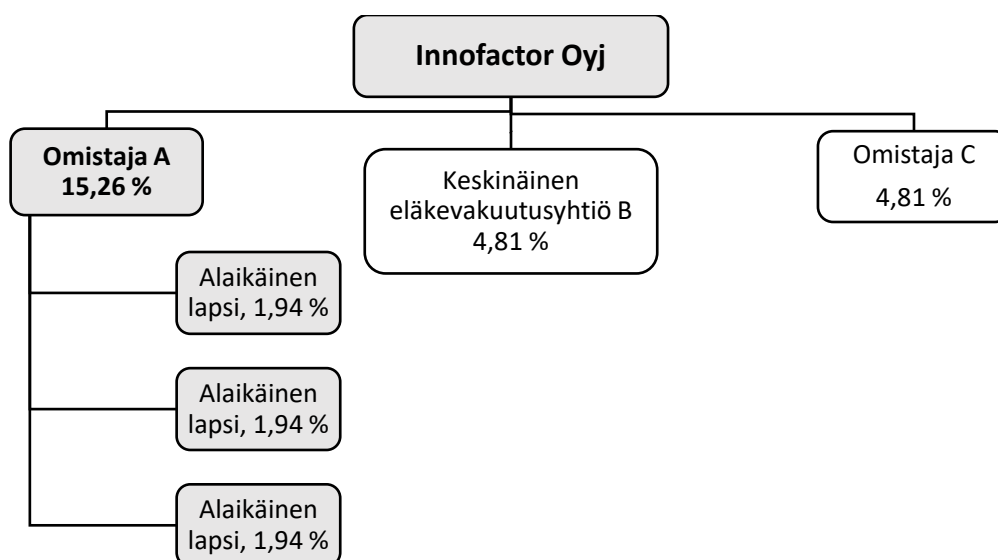 Innofactor Oyj
Omistaja A
15,26 %
Keskinäinen
eläkevakuutusyhtiö B
4,81 %
Omistaja C
4,81 %
Alaikäinen
lapsi, 1,94 %
Alaikäinen
lapsi, 1,94 %
Alaikäinen
lapsi, 1,94 %